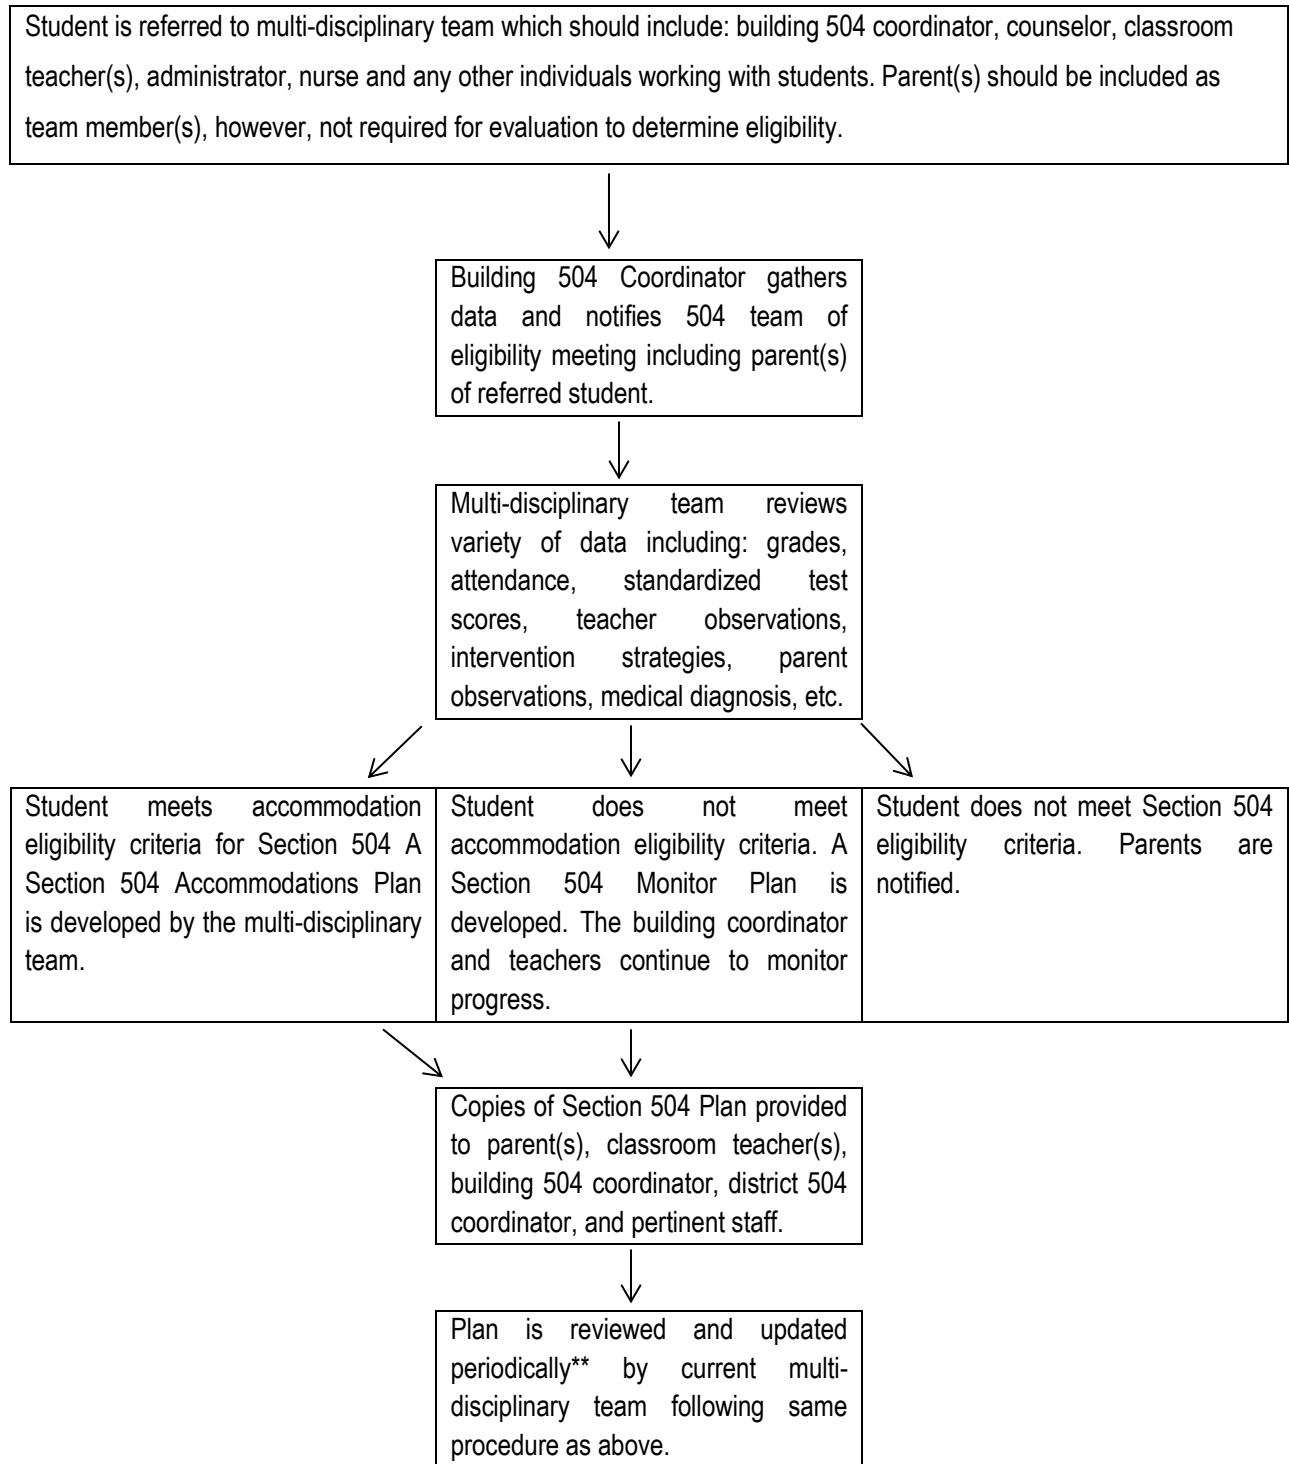 Student is referred to multi-disciplinary team which should include: building 504 coordinator, counselor, classroom
teacher(s), administrator, nurse and any other individuals working with students. Parent(s) should be included as
team member(s), however, not required for evaluation to determine eligibility.
Building 504 Coordinator gathers
data and notifies 504 team of
eligibility meeting including parent(s)
of referred student.
Multi-disciplinary team reviews
variety of data including: grades,
attendance, standardized test
scores, teacher observations,
intervention strategies, parent
observations, medical diagnosis, etc.
Student meets accommodation
eligibility criteria for Section 504 A
Section 504 Accommodations Plan
is developed by the multi-disciplinary
team.
Student does not meet
accommodation eligibility criteria. A
Section 504 Monitor Plan is
developed. The building coordinator
and teachers continue to monitor
progress.
Student does not meet Section 504
eligibility criteria. Parents are
notified.
Copies of Section 504 Plan provided
to parent(s), classroom teacher(s),
building 504 coordinator, district 504
coordinator, and pertinent staff.
Plan is reviewed and updated
periodically** by current multi-
disciplinary team following same
procedure as above.